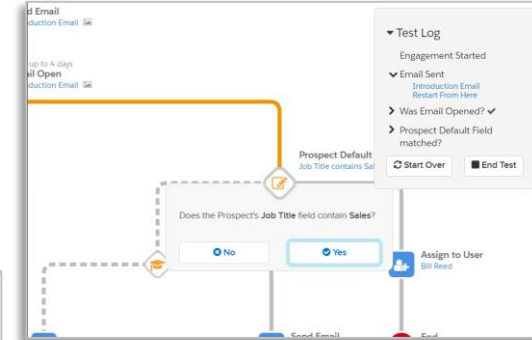 d Email
duction Email
up to 4 days
il Open
duction Email
Prospect Default
Job Title contains Sal
Does the Prospect's Job Title field contain Sales?
No
Yes
Assign to User
Bill Reed
Send Email
End
Test Log
Engagement Started
Email Sent
Introduction Email
Restart From Here
Was Email Opened?
Prospect Default Field
matched?
Start Over
End Test